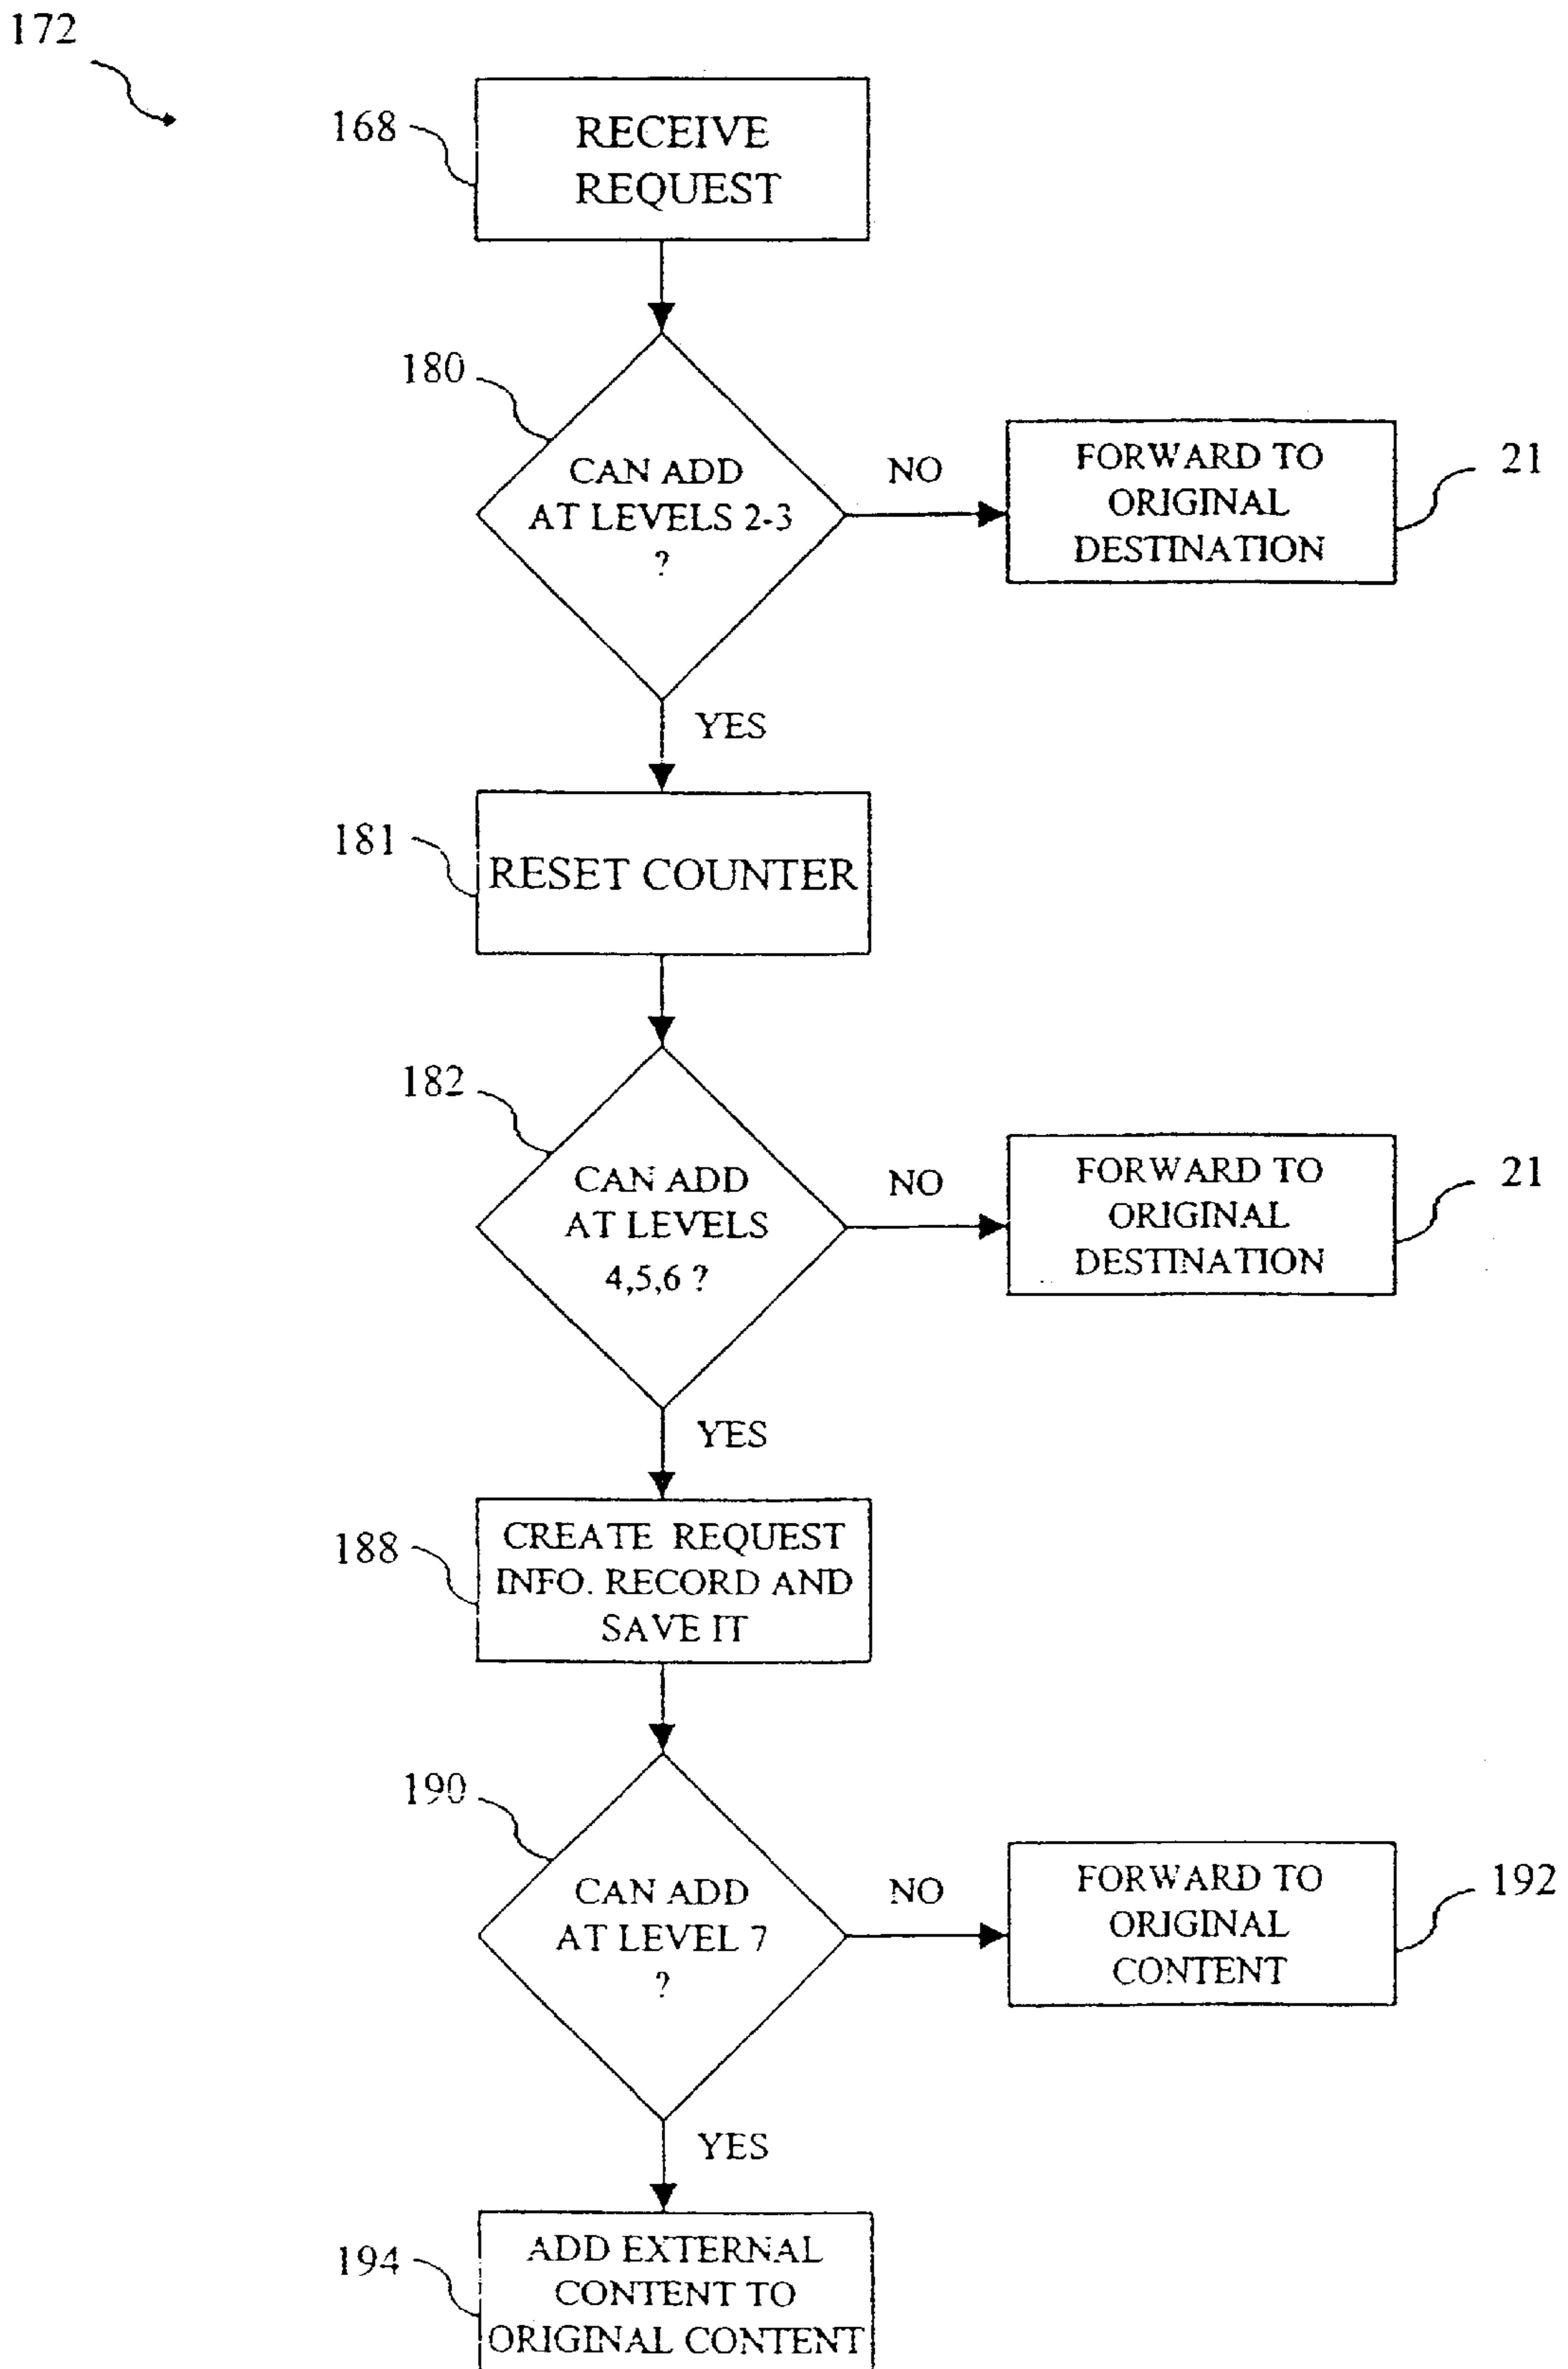 172
168
RECEIVE
REQUEST
180
CAN ADD
AT LEVELS 2-3
?
NO
FORWARD TO
ORIGINAL
DESTINATION
21
YES
181
RESET COUNTER
182
CAN ADD
AT LEVELS
4,5,6 ?
NO
FORWARD TO
ORIGINAL
DESTINATION
21
YES
188
CREATE REQUEST
INFO. RECORD AND
SAVE IT
190
CAN ADD
AT LEVEL 7
?
NO
FORWARD TO
ORIGINAL
CONTENT
192
YES
194
ADD EXTERNAL
CONTENT TO
ORIGINAL CONTENT